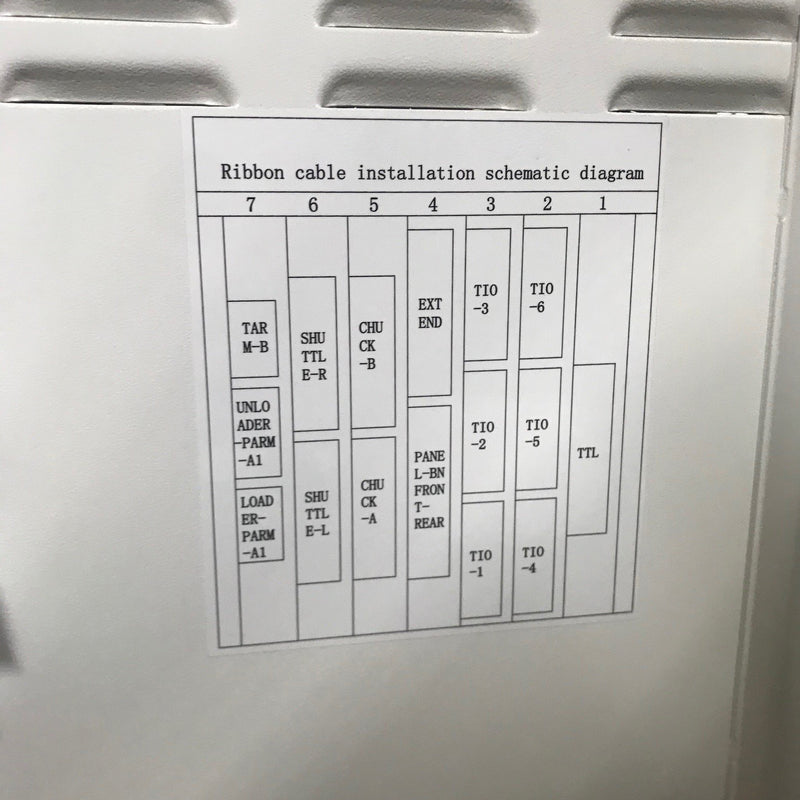 Ribbon cable installation schematic diagram
7 6 5 4 3 2 1
TAR
M-B
UNLO
ADER
-PARM
-A1
LOAD
ER-
PARM
-A1
SHU
TTL
E-R
SHU
TTL
E-L
CHU
CK
-B
CHU
CK
-A
EXT
END
PANE
L-BN
FRON
T-
REAR
TIO
-3
TIO
-2
TIO
-1
TIO
-6
TIO
-5
TIO
-4
TTL